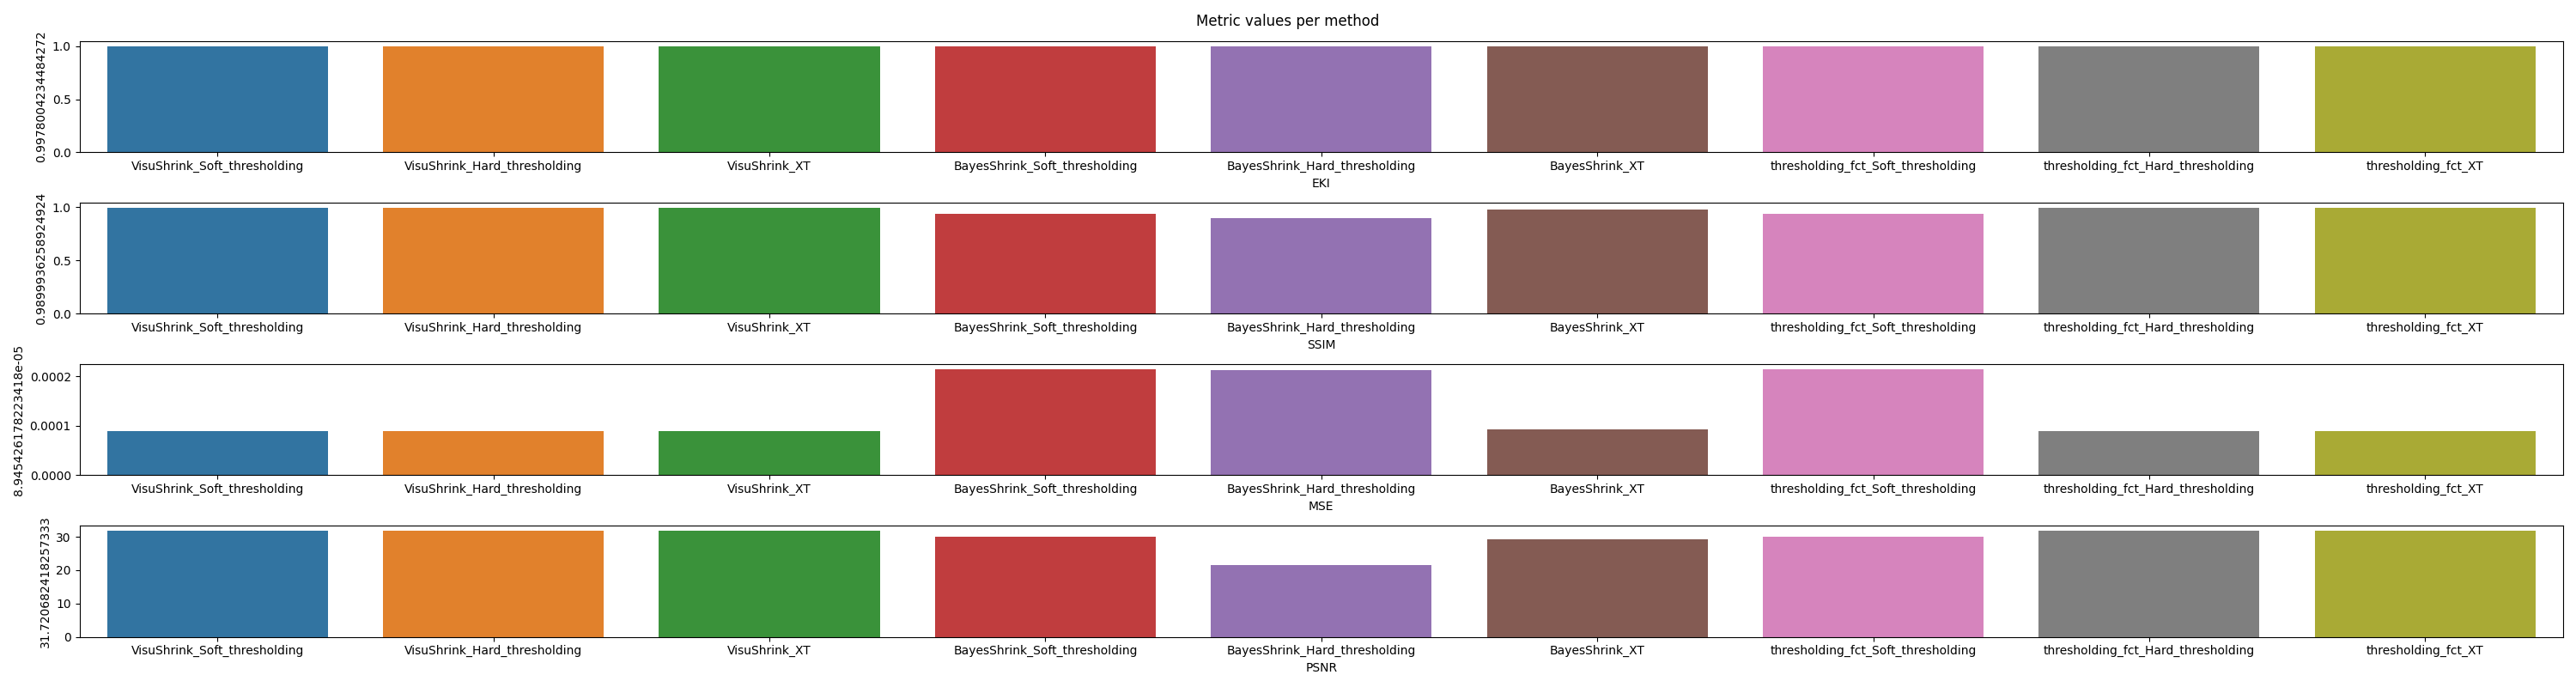 Metric values per method
0.9978004234484272
1.0
0.5
0.0
VisuShrink_Soft_thresholding VisuShrink_Hard_thresholding VisuShrink_XT BayesShrink_Soft_thresholding BayesShrink_Hard_thresholding BayesShrink_XT thresholding_fct_Soft_thresholding thresholding_fct_Hard_thresholding thresholding_fct_XT
EKI
0.9899936258924924
1.0
0.5
0.0
VisuShrink_Soft_thresholding VisuShrink_Hard_thresholding VisuShrink_XT BayesShrink_Soft_thresholding BayesShrink_Hard_thresholding BayesShrink_XT thresholding_fct_Soft_thresholding thresholding_fct_Hard_thresholding thresholding_fct_XT
SSIM
8.945426178223418e-05
0.0002
0.0001
0.0000
VisuShrink_Soft_thresholding VisuShrink_Hard_thresholding VisuShrink_XT BayesShrink_Soft_thresholding BayesShrink_Hard_thresholding BayesShrink_XT thresholding_fct_Soft_thresholding thresholding_fct_Hard_thresholding thresholding_fct_XT
MSE
31.720682418257333
30
20
10
0
VisuShrink_Soft_thresholding VisuShrink_Hard_thresholding VisuShrink_XT BayesShrink_Soft_thresholding BayesShrink_Hard_thresholding BayesShrink_XT thresholding_fct_Soft_thresholding thresholding_fct_Hard_thresholding thresholding_fct_XT
PSNR